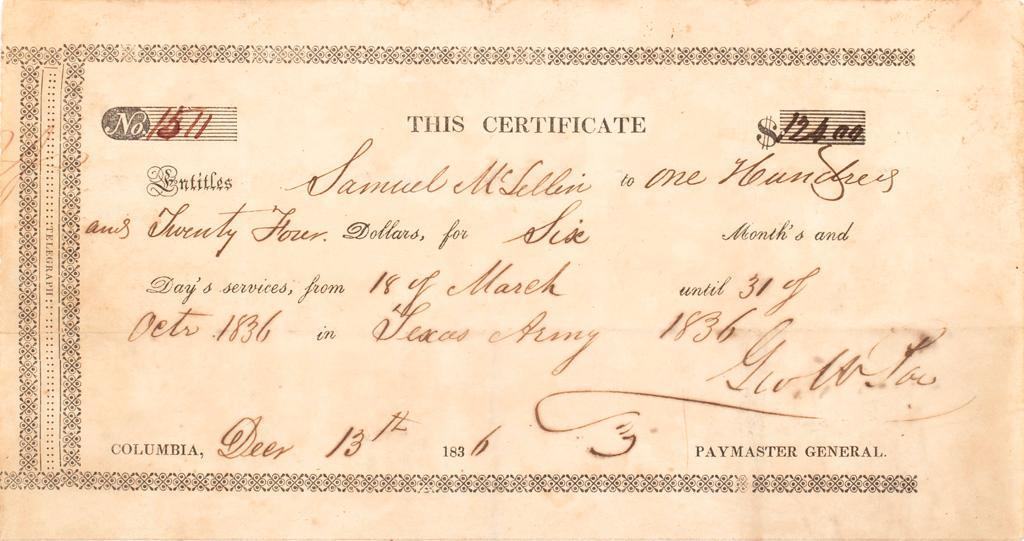 THIS CERTIFICATE
No. 1571 $124.00
Entitles Samuel McLellin to one Hundred
and Twenty Four. Dollars, for Six Month's and
Day's services, from 18 of March until 31 of
Octr. 1836 in Texas Army 1836
Geo W Poe
COLUMBIA, Decr 13th 1836 PAYMASTER GENERAL.
TELEGRAPH